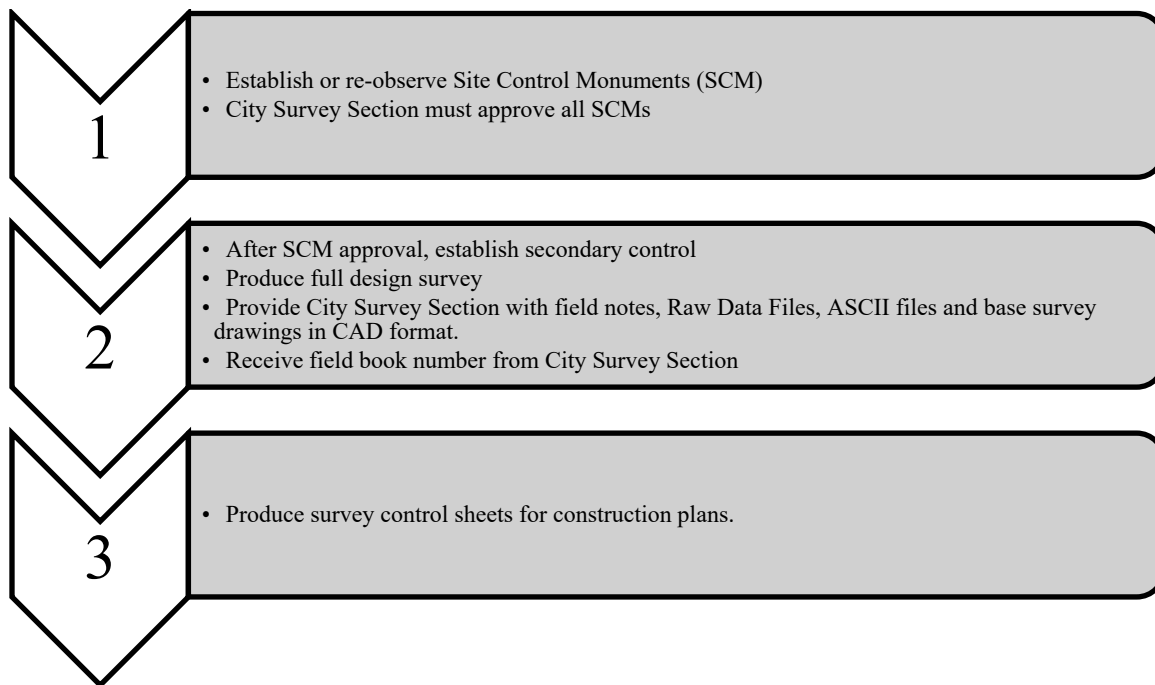 1
• Establish or re-observe Site Control Monuments (SCM)
• City Survey Section must approve all SCMs
2
• After SCM approval, establish secondary control
• Produce full design survey
• Provide City Survey Section with field notes, Raw Data Files, ASCII files and base survey
drawings in CAD format.
• Receive field book number from City Survey Section
3
• Produce survey control sheets for construction plans.